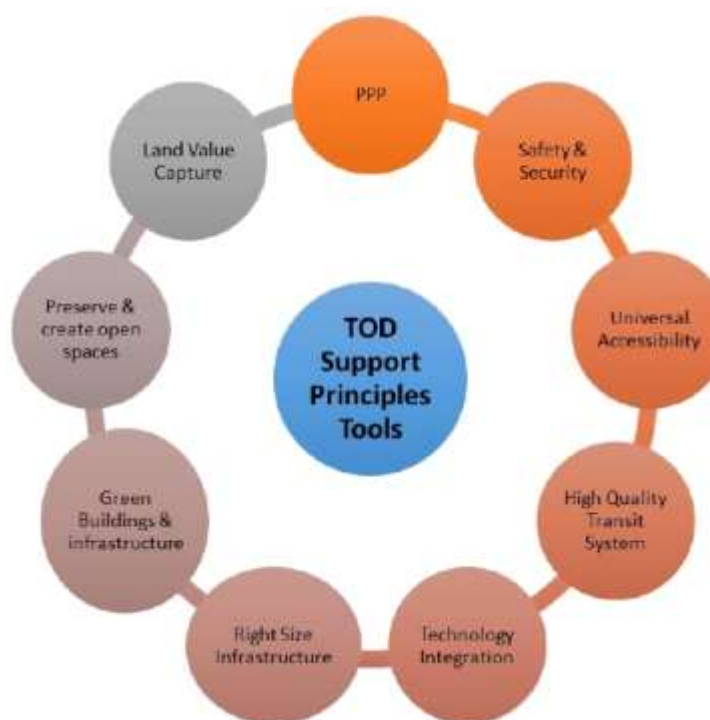 PPP
Safety &
Security
Universal
Accessibility
High Quality
Transit
System
Technology
Integration
Right Size
Infrastructure
Green
Buildings &
infrastructure
Preserve &
create open
spaces
Land Value
Capture
TOD
Support
Principles
Tools